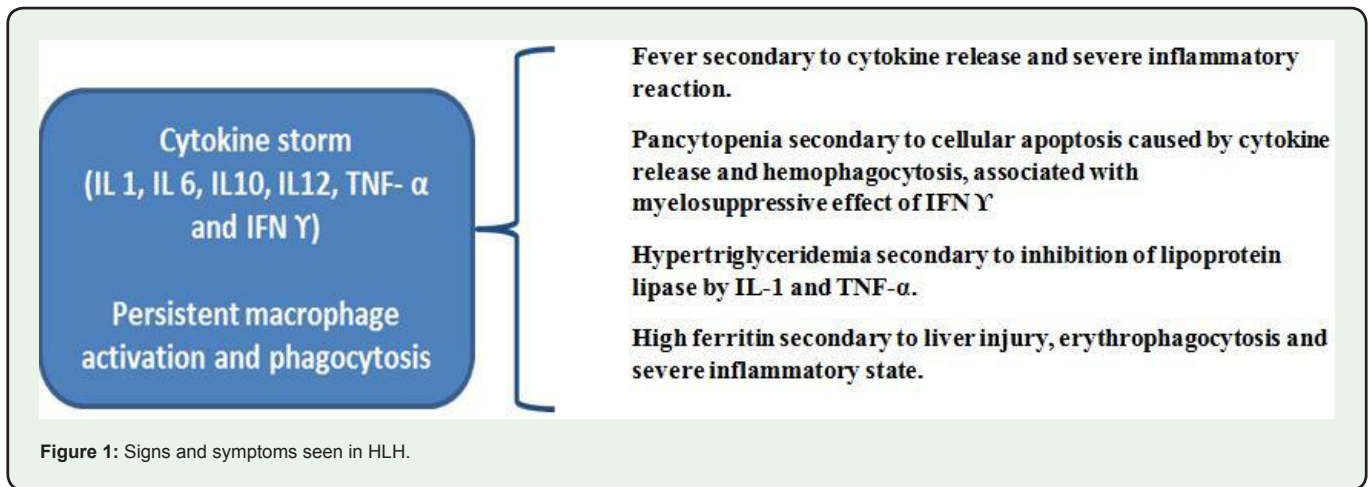 Cytokine storm
(IL 1, IL 6, IL10, IL12, TNF- α
and IFN ϒ)
Persistent macrophage
activation and phagocytosis
Fever secondary to cytokine release and severe inflammatory
reaction.
Pancytopenia secondary to cellular apoptosis caused by cytokine
release and hemophagocytosis, associated with
myelosuppressive effect of IFN ϒ
Hypertriglyceridemia secondary to inhibition of lipoprotein
lipase by IL-1 and TNF-α.
High ferritin secondary to liver injury, erythrophagocytosis and
severe inflammatory state.
Figure 1: Signs and symptoms seen in HLH.